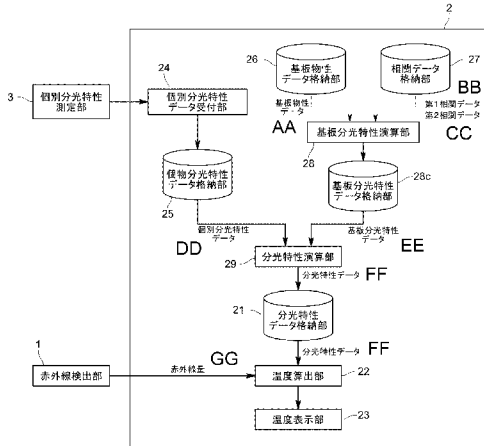 2
24
26
基板物性
データ格納部
相関データ
格納部
27
BB
3
個別分光特性
測定部
個別分光特性
データ受付部
基板物性
データ
AA
第1相関データ
第2相関データ
CC
基板分光特性演算部
28
個物分光特性
データ格納部
25
基板分光特性
データ格納部
28c
DD
個別分光特性
データ
基板分光特性
データ
EE
分光特性演算部
29
分光特性データ
FF
21
分光特性
データ格納部
1
GG
分光特性データ
FF
赤外線検出部
赤外線量
温度算出部
22
温度表示部
23